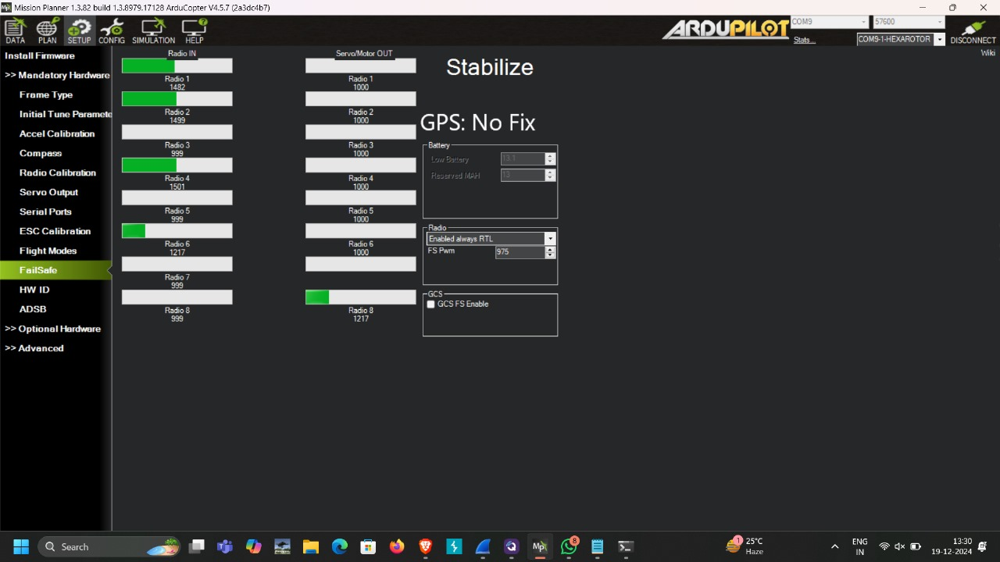 Mission Planner 1.3.82 build 1.3.8979.17128 ArduCopter V4.5.7 (2a3dc4b7)
DATA PLAN SETUP CONFIG SIMULATION HELP
ARDUPILOT
COM9 57600
Stats... COM9-1-HEXAROTOR DISCONNECT
Wiki
Install Firmware
>> Mandatory Hardware
Frame Type
Initial Tune Paramete
Accel Calibration
Compass
Radio Calibration
Servo Output
Serial Ports
ESC Calibration
Flight Modes
FailSafe
HW ID
ADSB
>> Optional Hardware
>> Advanced
Radio IN
Radio 1
1482
Radio 2
1499
Radio 3
999
Radio 4
1501
Radio 5
999
Radio 6
1217
Radio 7
999
Radio 8
999
Servo/Motor OUT
Radio 1
1000
Radio 2
1000
Radio 3
1000
Radio 4
1000
Radio 5
1000
Radio 6
1000
Radio 8
1217
Stabilize
GPS: No Fix
Battery
Low Battery 13.1
Reserved MAH 13
Radio
Enabled always RTL
FS Pwm 975
GCS
GCS FS Enable
Search
8
1
25°C
Haze
ENG
IN
13:30
19-12-2024